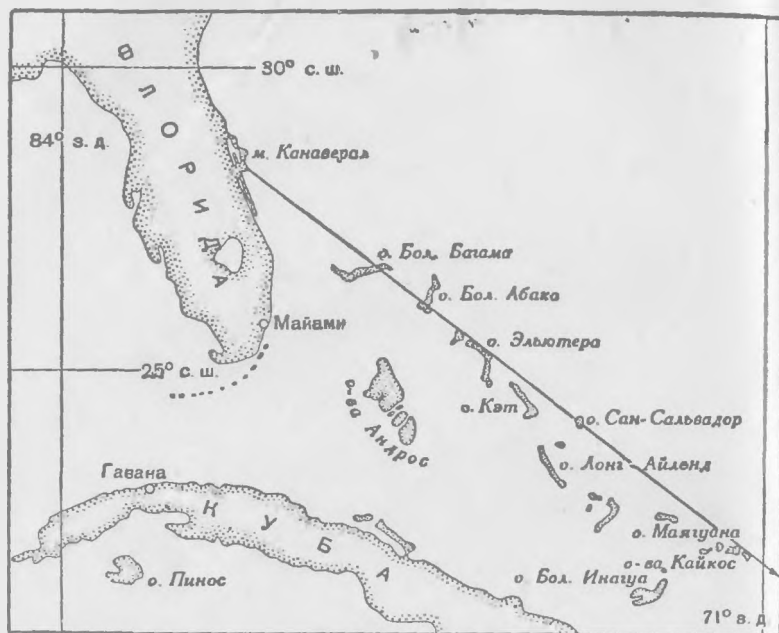 30° с. ш.
84° з. д.
ФЛОРИДА
м. Канаверал
о. Бол. Багама
о. Бол. Абако
Майами
о. Эльютера
25° с. ш.
о. Кэт
о-ва Андрос
о. Сан-Сальвадор
о. Лонг-Айленд
Гавана
КУБА
о. Маягудна
о-ва Кайкос
о. Пинос
о Бол. Инагуа
71° з. д